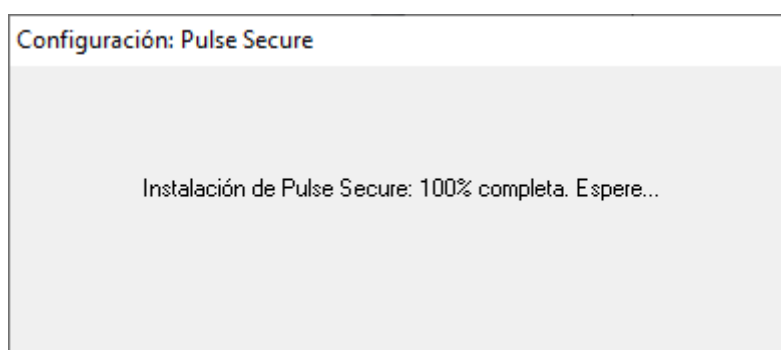 Configuración: Pulse Secure
Instalación de Pulse Secure: 100% completa. Espere...